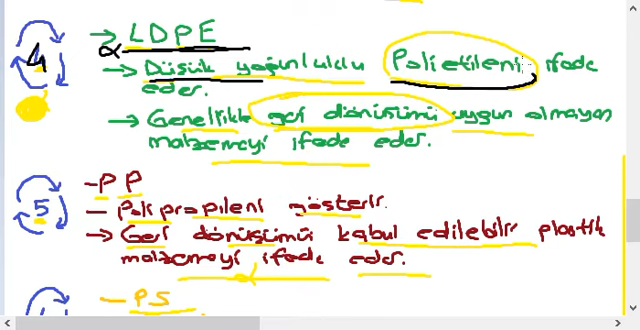 4
→ LDPE
→ Düşük yoğunluklu Polietileni ifade
eder.
→ Genellikle geri dönüşümü uygun olmayan
malzemeyi ifade eder.
5
- PP
- Polipropileni gösterir.
→ Geri dönüşümü kabul edilebilir plastik
malzemeyi ifade eder.
- PS